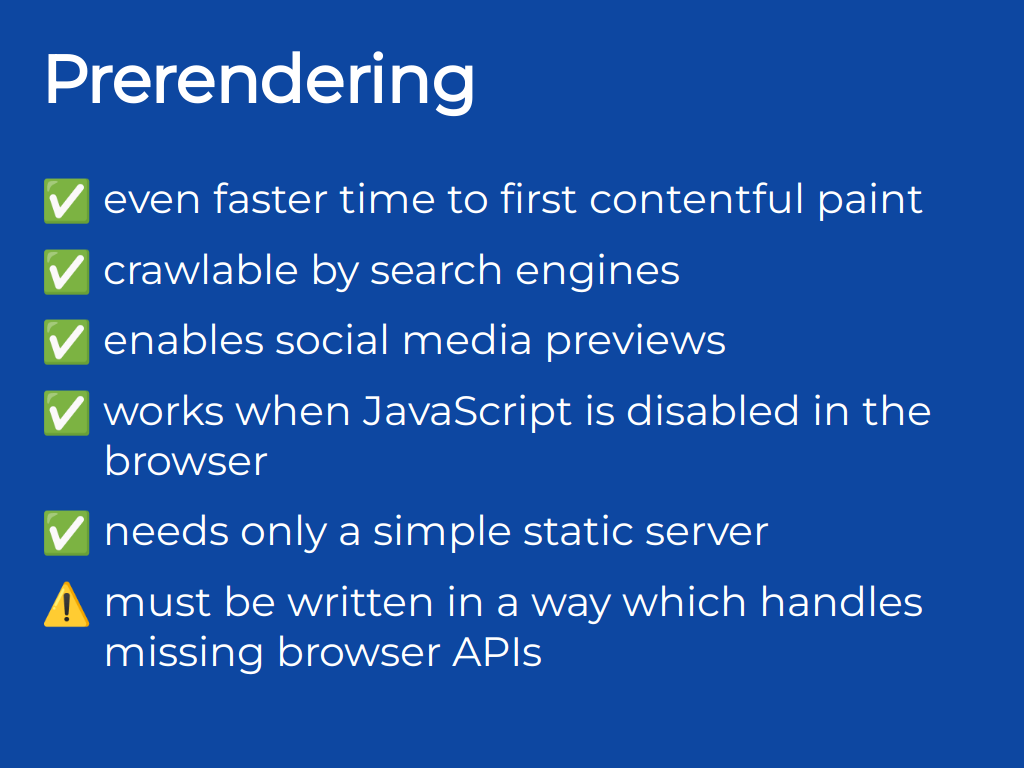 Prerendering
✅ even faster time to first contentful paint
✅ crawlable by search engines
✅ enables social media previews
✅ works when JavaScript is disabled in the
browser
✅ needs only a simple static server
⚠️ must be written in a way which handles
missing browser APIs